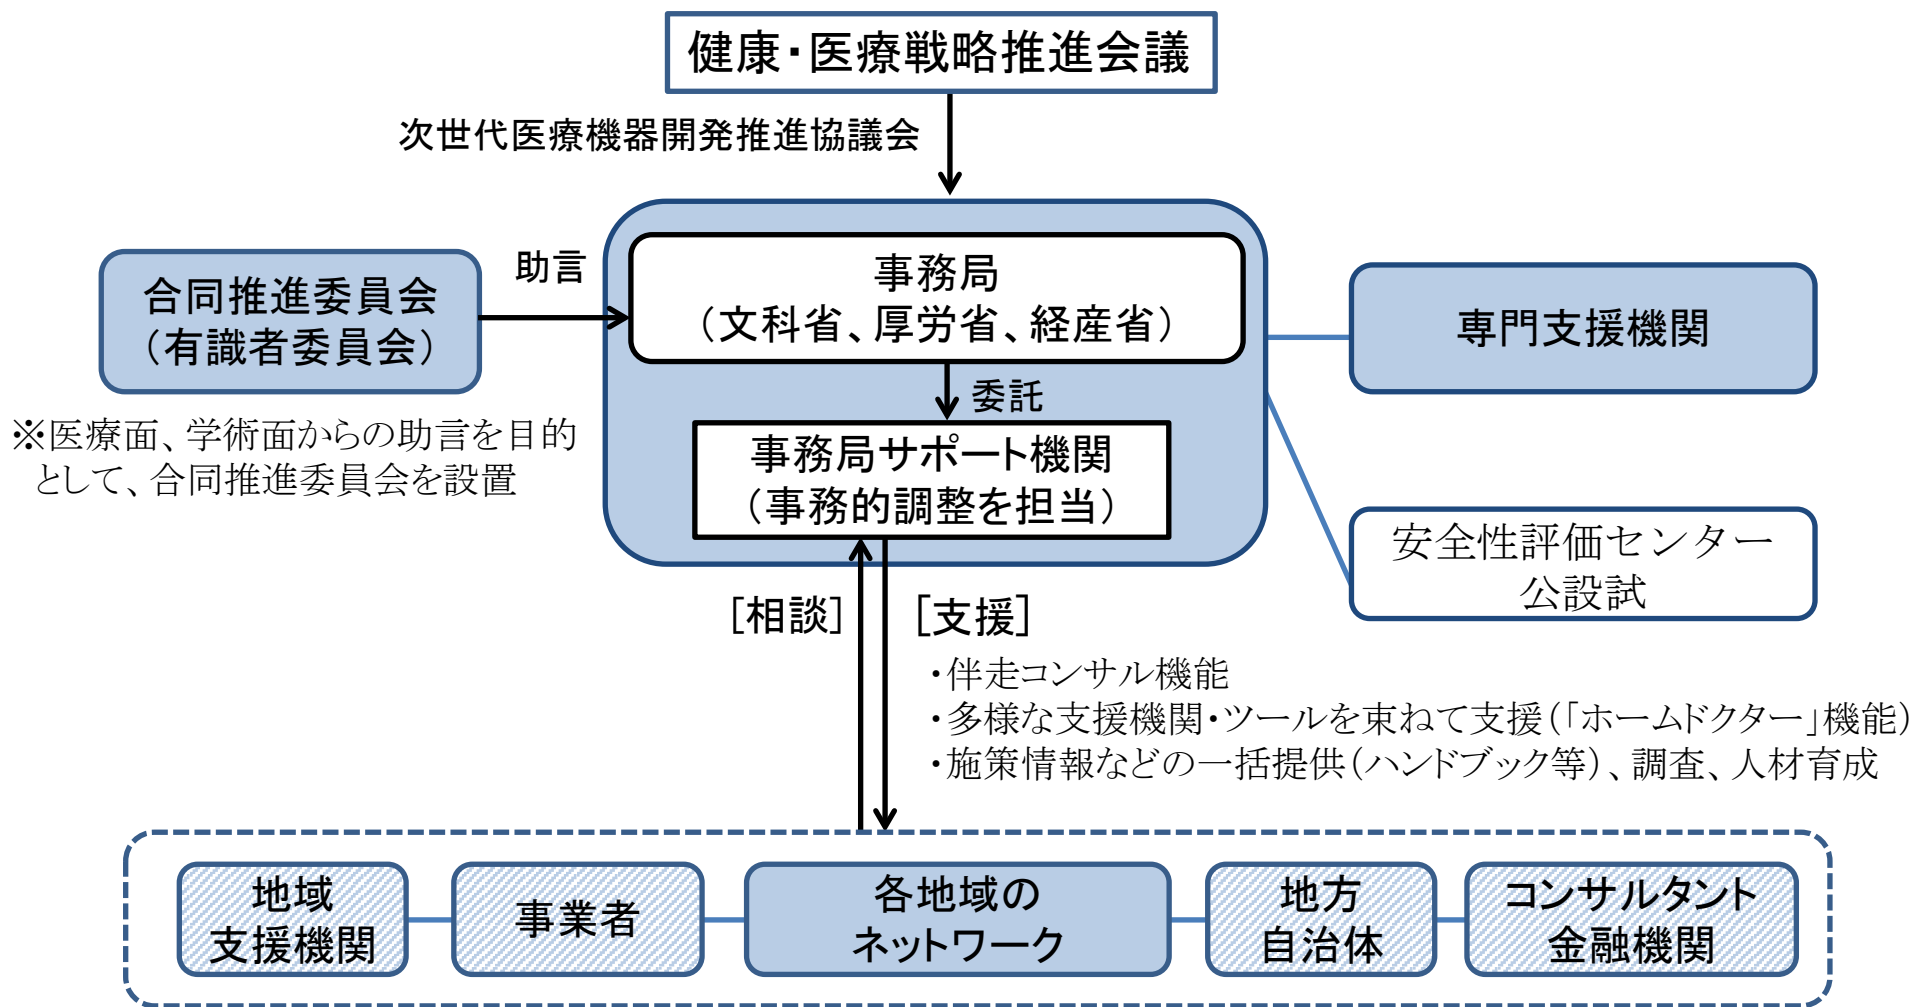 健康・医療戦略推進会議
次世代医療機器開発推進協議会
助言
合同推進委員会
（有識者委員会）
※医療面、学術面からの助言を目的
として、合同推進委員会を設置
事務局
（文科省、厚労省、経産省）
委託
事務局サポート機関
（事務的調整を担当）
専門支援機関
安全性評価センター
公設試
［相談］
［支援］
・伴走コンサル機能
・多様な支援機関・ツールを束ねて支援（「ホームドクター」機能）
・施策情報などの一括提供（ハンドブック等）、調査、人材育成
地域
支援機関
事業者
各地域の
ネットワーク
地方
自治体
コンサルタント
金融機関